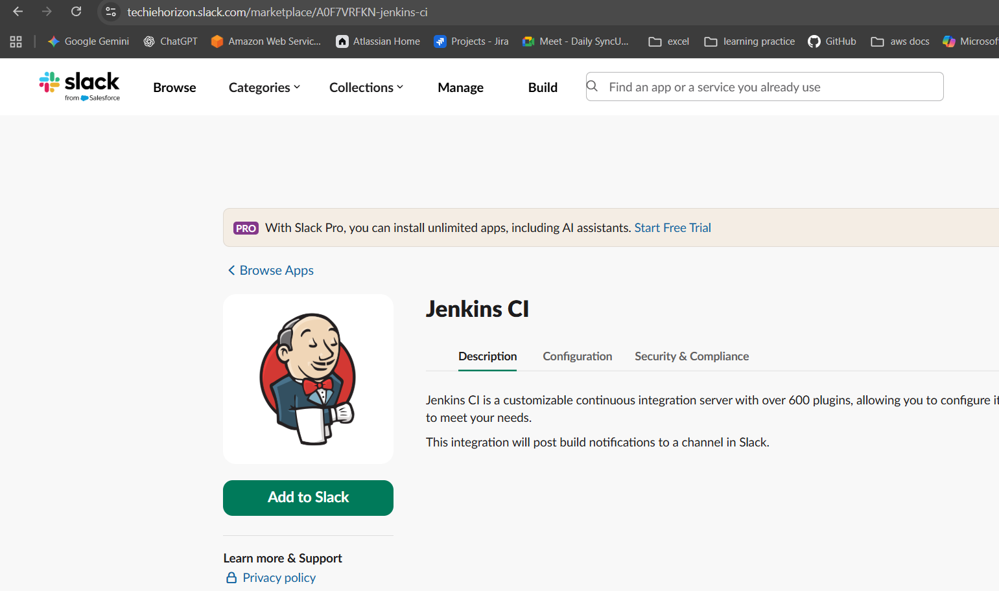 techiehorizon.slack.com/marketplace/A0F7VRFKN-jenkins-ci
Google Gemini ChatGPT Amazon Web Servic... Atlassian Home Projects - Jira Meet - Daily SyncU... excel learning practice GitHub aws docs Microsof
slack
from Salesforce
Browse Categories Collections Manage Build Find an app or a service you already use
PRO With Slack Pro, you can install unlimited apps, including AI assistants. Start Free Trial
Browse Apps
Jenkins CI
Description Configuration Security & Compliance
Jenkins CI is a customizable continuous integration server with over 600 plugins, allowing you to configure it
to meet your needs.
This integration will post build notifications to a channel in Slack.
Add to Slack
Learn more & Support
Privacy policy